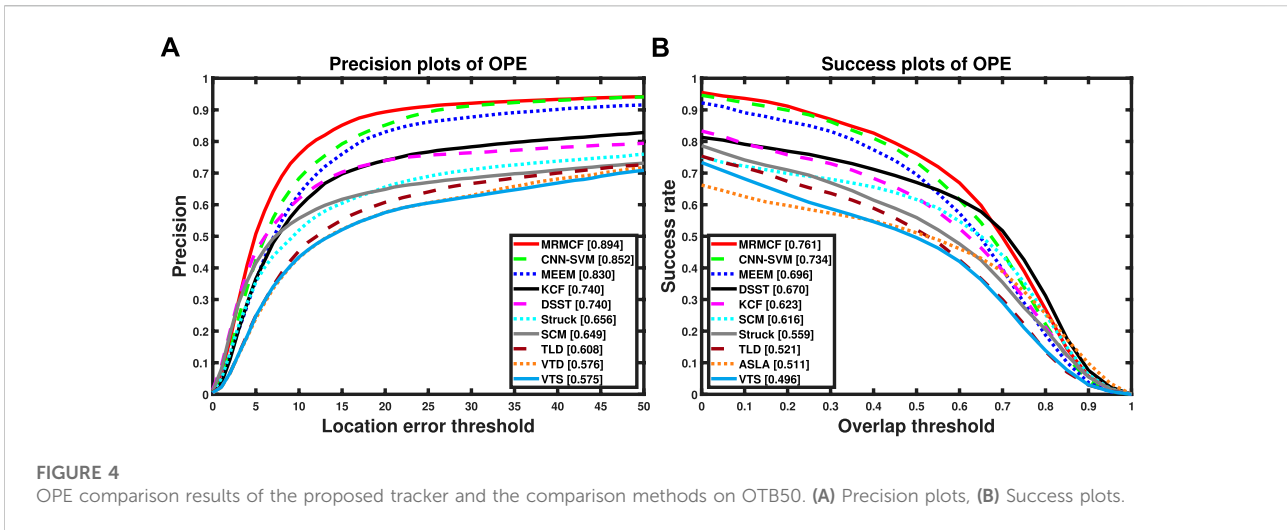 A
Precision plots of OPE
Precision
1
0.9
0.8
0.7
0.6
0.5
0.4
0.3
0.2
0.1
0
0 5 10 15 20 25 30 35 40 45 50
Location error threshold
MRMCF [0.894]
CNN-SVM [0.852]
MEEM [0.830]
KCF [0.740]
DSST [0.740]
Struck [0.656]
SCM [0.649]
TLD [0.608]
VTD [0.576]
VTS [0.575]
B
Success plots of OPE
Success rate
1
0.9
0.8
0.7
0.6
0.5
0.4
0.3
0.2
0.1
0
0 0.1 0.2 0.3 0.4 0.5 0.6 0.7 0.8 0.9 1
Overlap threshold
MRMCF [0.761]
CNN-SVM [0.734]
MEEM [0.696]
DSST [0.670]
KCF [0.623]
SCM [0.616]
Struck [0.559]
TLD [0.521]
ASLA [0.511]
VTS [0.496]
FIGURE 4
OPE comparison results of the proposed tracker and the comparison methods on OTB50. (A) Precision plots, (B) Success plots.